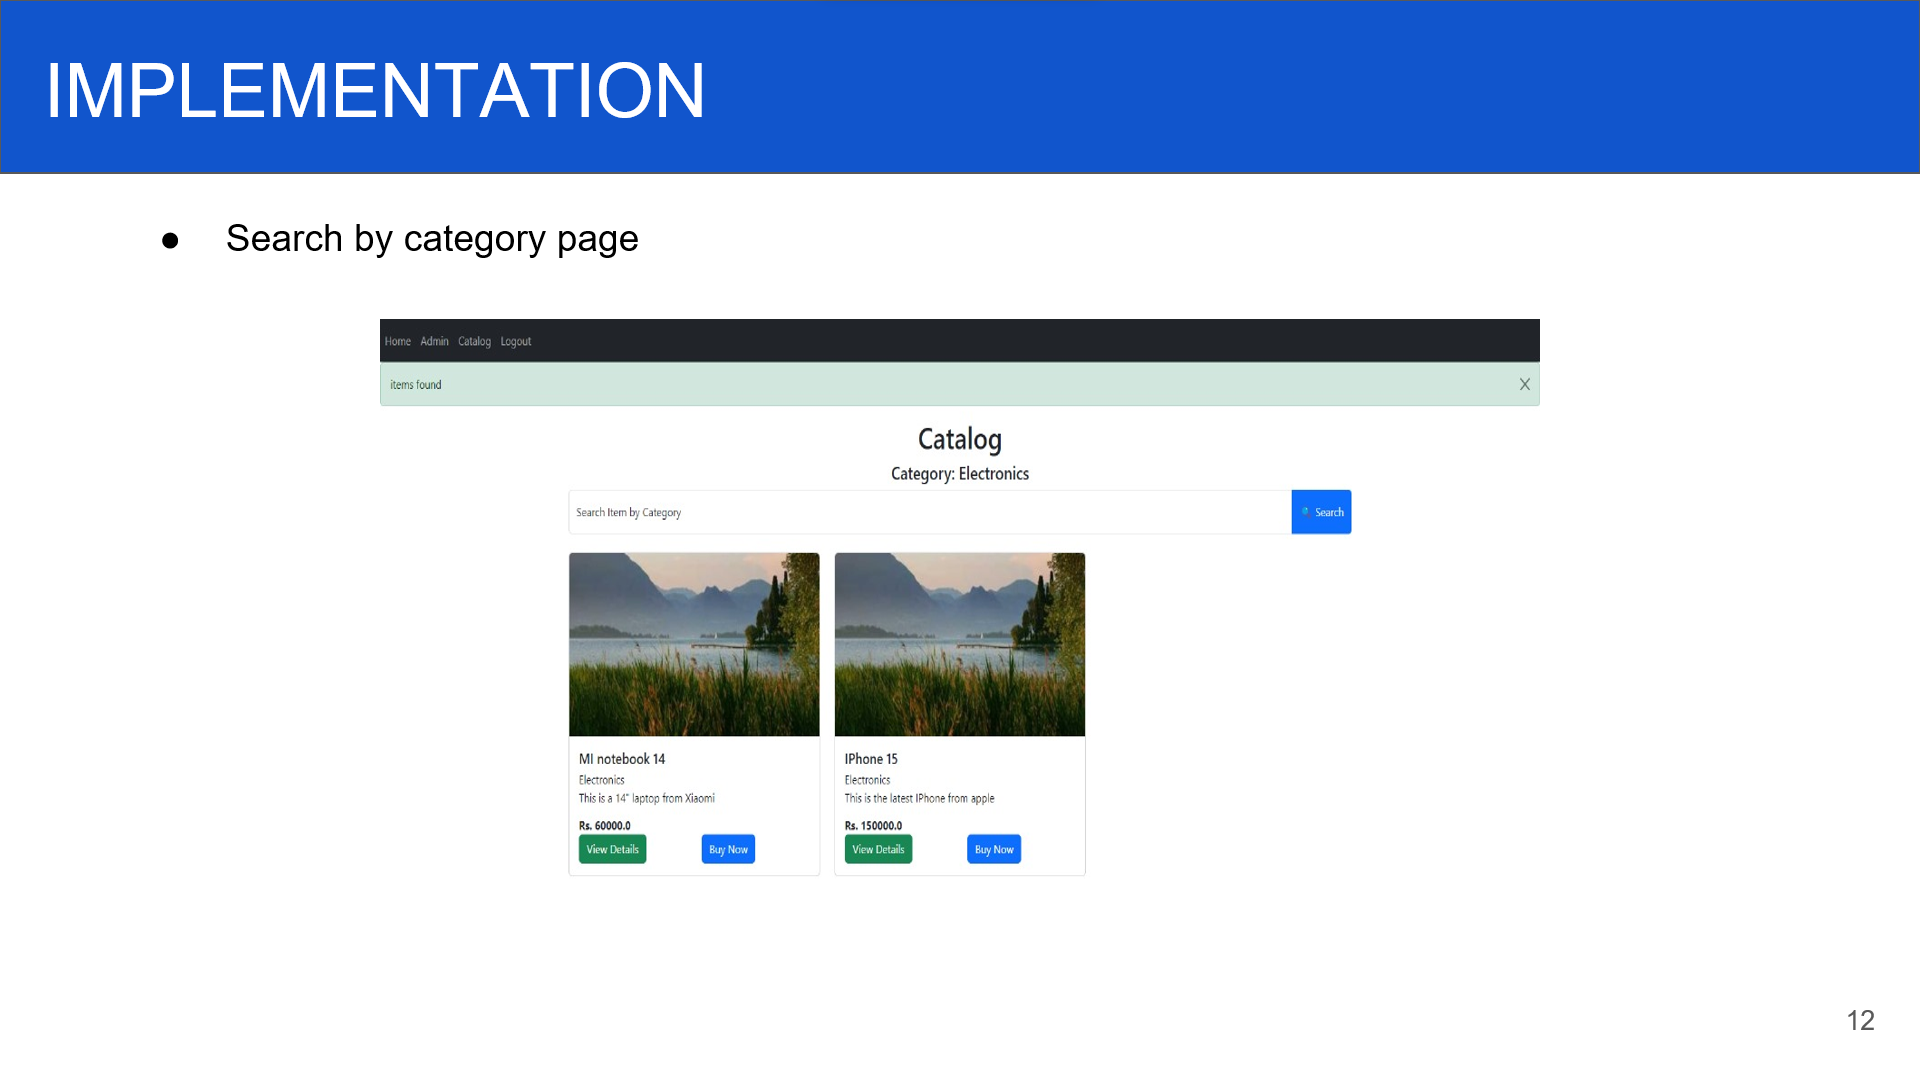 IMPLEMENTATION
● Search by category page
Home Admin Catalog Logout
items found X
Catalog
Category: Electronics
Search Item by Category Search
MI notebook 14
Electronics
This is a 14" laptop from Xiaomi
Rs. 60000.0
View Details Buy Now
IPhone 15
Electronics
This is the latest IPhone from apple
Rs. 150000.0
View Details Buy Now
12